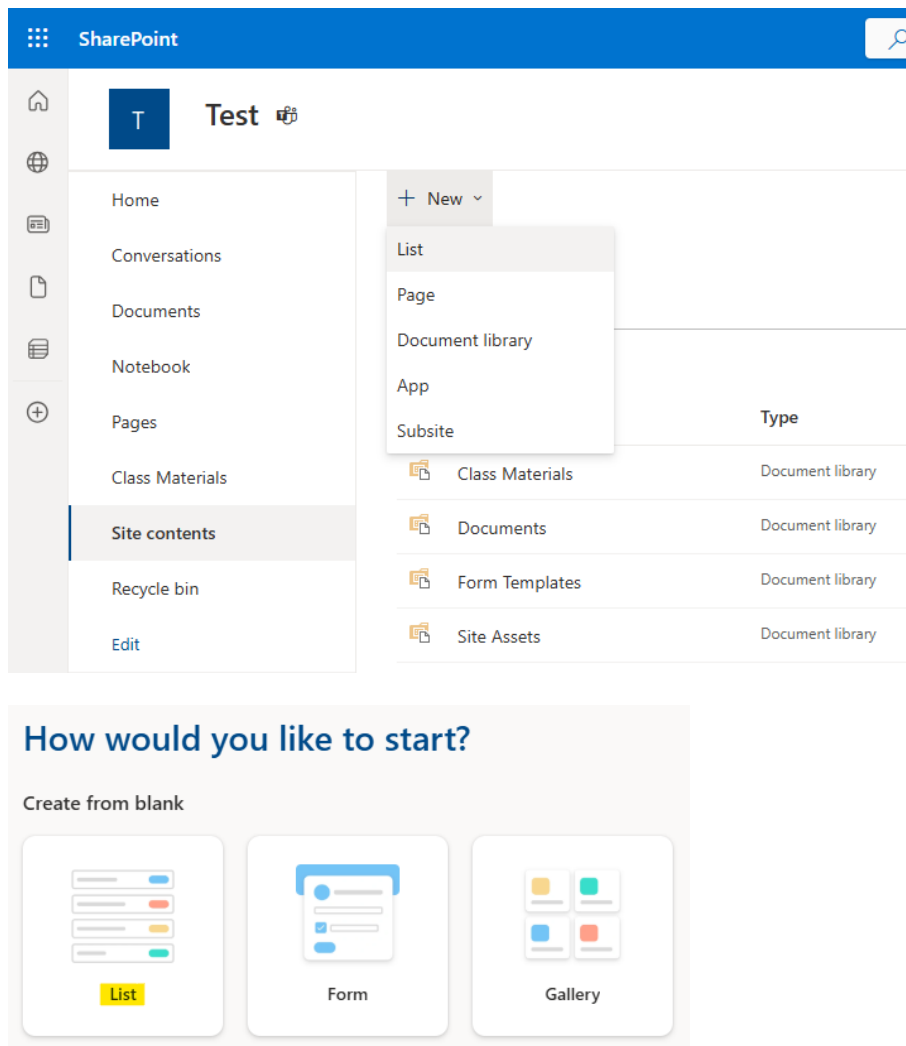 SharePoint
T
Test
Home
Conversations
Documents
Notebook
Pages
Class Materials
Site contents
Recycle bin
Edit
+ New
List
Page
Document library
App
Subsite
Type
Class Materials Document library
Documents Document library
Form Templates Document library
Site Assets Document library
How would you like to start?
Create from blank
List
Form
Gallery